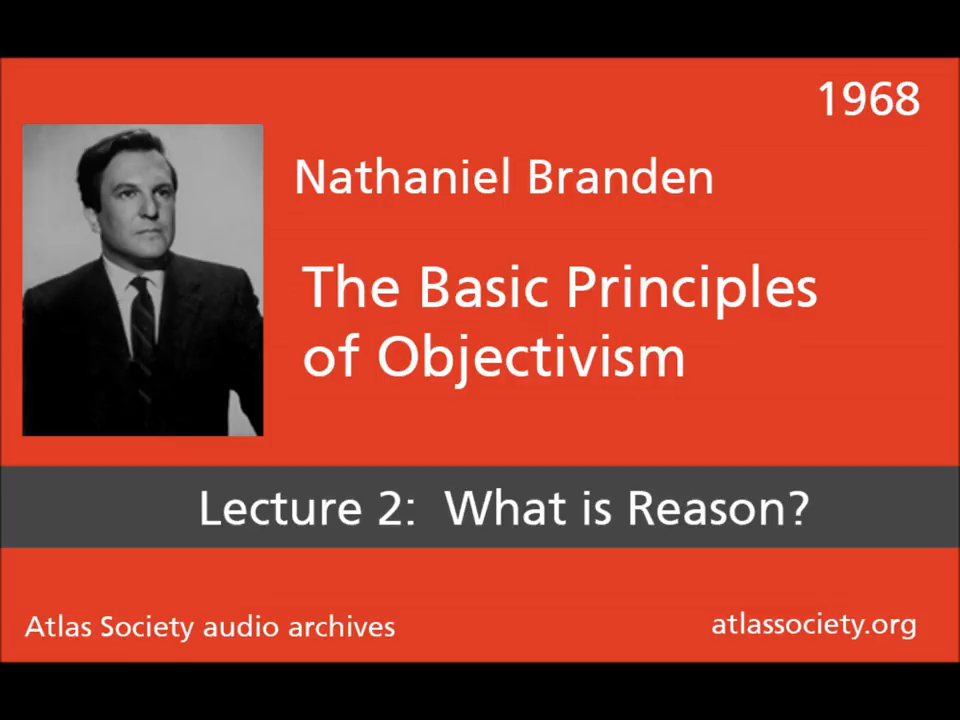 1968
Nathaniel Branden
The Basic Principles
of Objectivism
Lecture 2: What is Reason?
Atlas Society audio archives
atlassociety.org